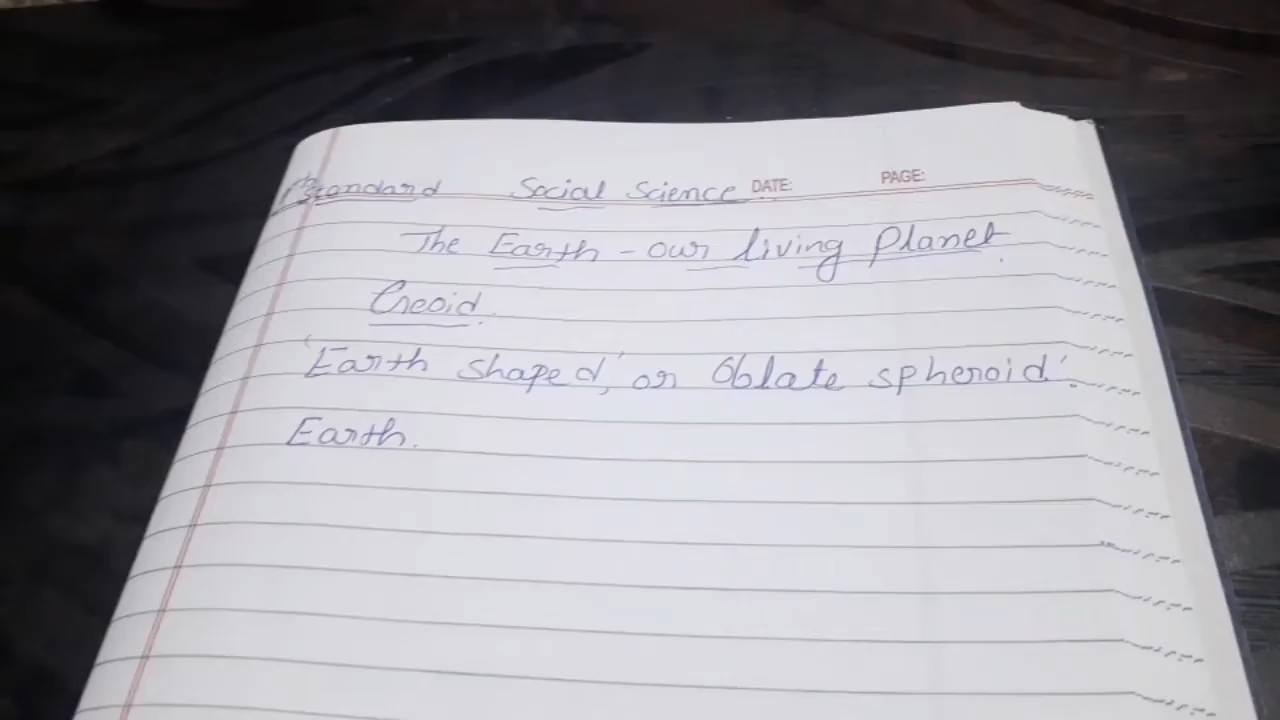 Standard Social Science DATE: PAGE:
The Earth - our living Planet.
Geoid.
'Earth shaped', or Oblate spheroid'.
Earth.